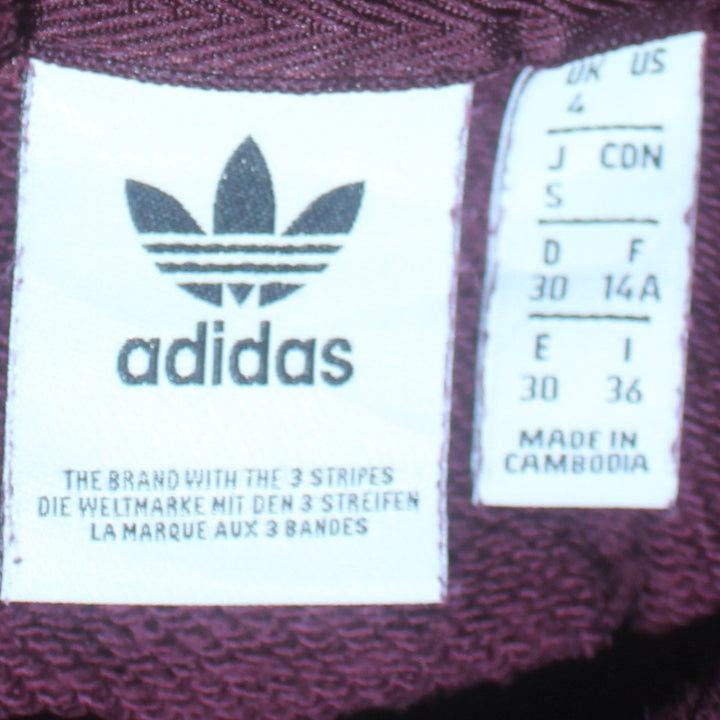 adidas
THE BRAND WITH THE 3 STRIPES
DIE WELTMARKE MIT DEN 3 STREIFEN
LA MARQUE AUX 3 BANDES
UK US
4
J CDN
S
D F
30 14A
E I
30 36
MADE IN
CAMBODIA